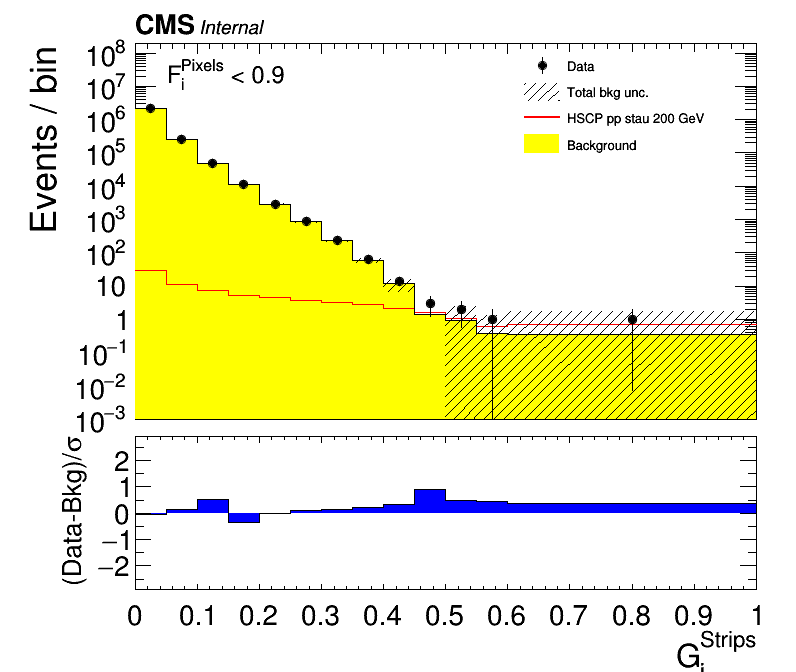 CMS Internal
F_i^Pixels < 0.9
Data
Total bkg unc.
HSCP pp stau 200 GeV
Background
Events / bin
10^8
10^7
10^6
10^5
10^4
10^3
10^2
10
1
10^−1
10^−2
10^−3
(Data-Bkg)/σ
2
1
0
−1
−2
0 0.1 0.2 0.3 0.4 0.5 0.6 0.7 0.8 0.9 1
G_i^Strips